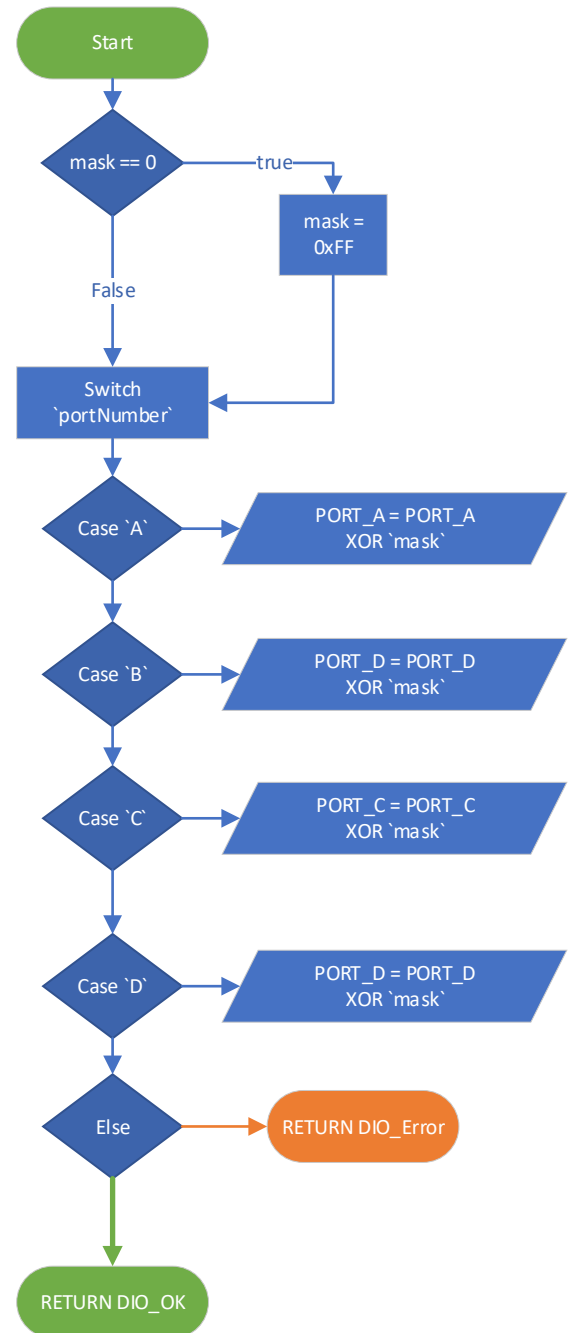 Start
mask == 0
true
mask =
0xFF
False
Switch
`portNumber`
Case `A`
PORT_A = PORT_A
XOR `mask`
Case `B`
PORT_D = PORT_D
XOR `mask`
Case `C`
PORT_C = PORT_C
XOR `mask`
Case `D`
PORT_D = PORT_D
XOR `mask`
Else
RETURN DIO_Error
RETURN DIO_OK